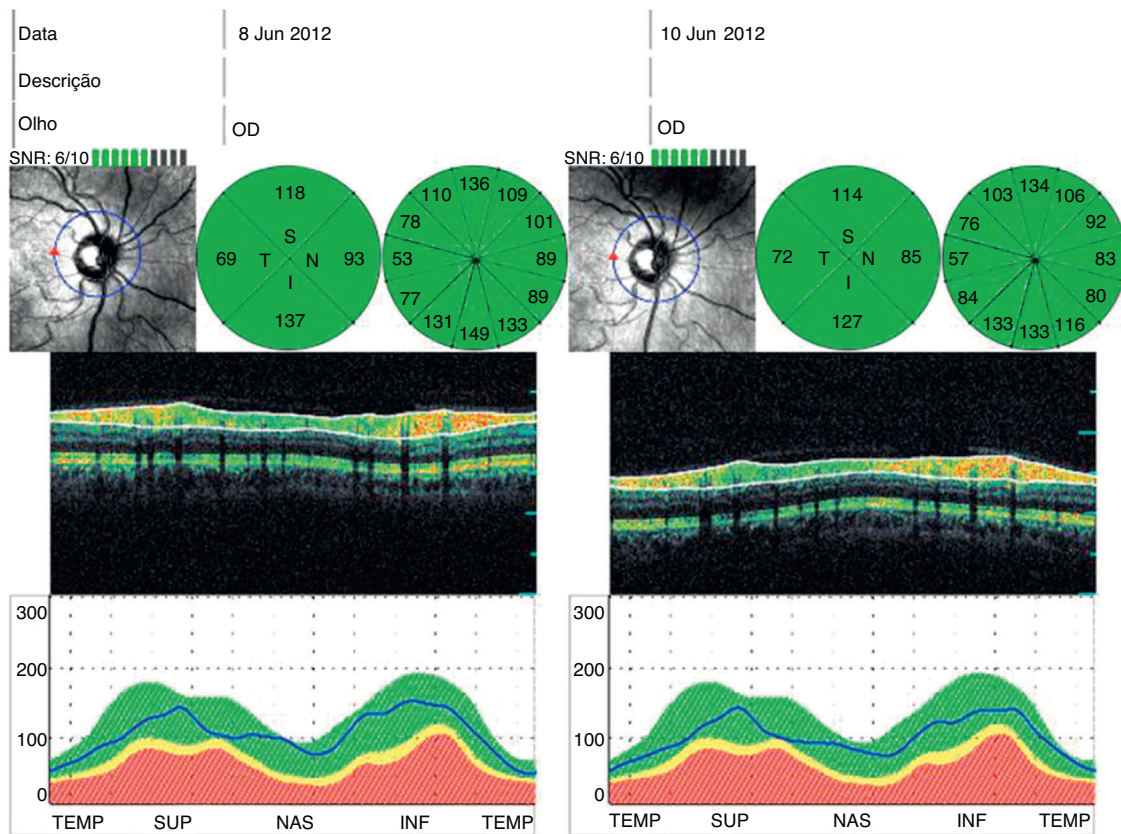 Data 8 Jun 2012 10 Jun 2012
Descrição
Olho OD OD
SNR: 6/10 SNR: 6/10
118
S
69 T N 93
I
137
136
110 109
78 101
53 89
77 89
131 133
149
114
S
72 T N 85
I
127
134
103 106
76 92
57 83
84 80
133 116
133
300
200
100
0
TEMP SUP NAS INF TEMP
300
200
100
0
TEMP SUP NAS INF TEMP